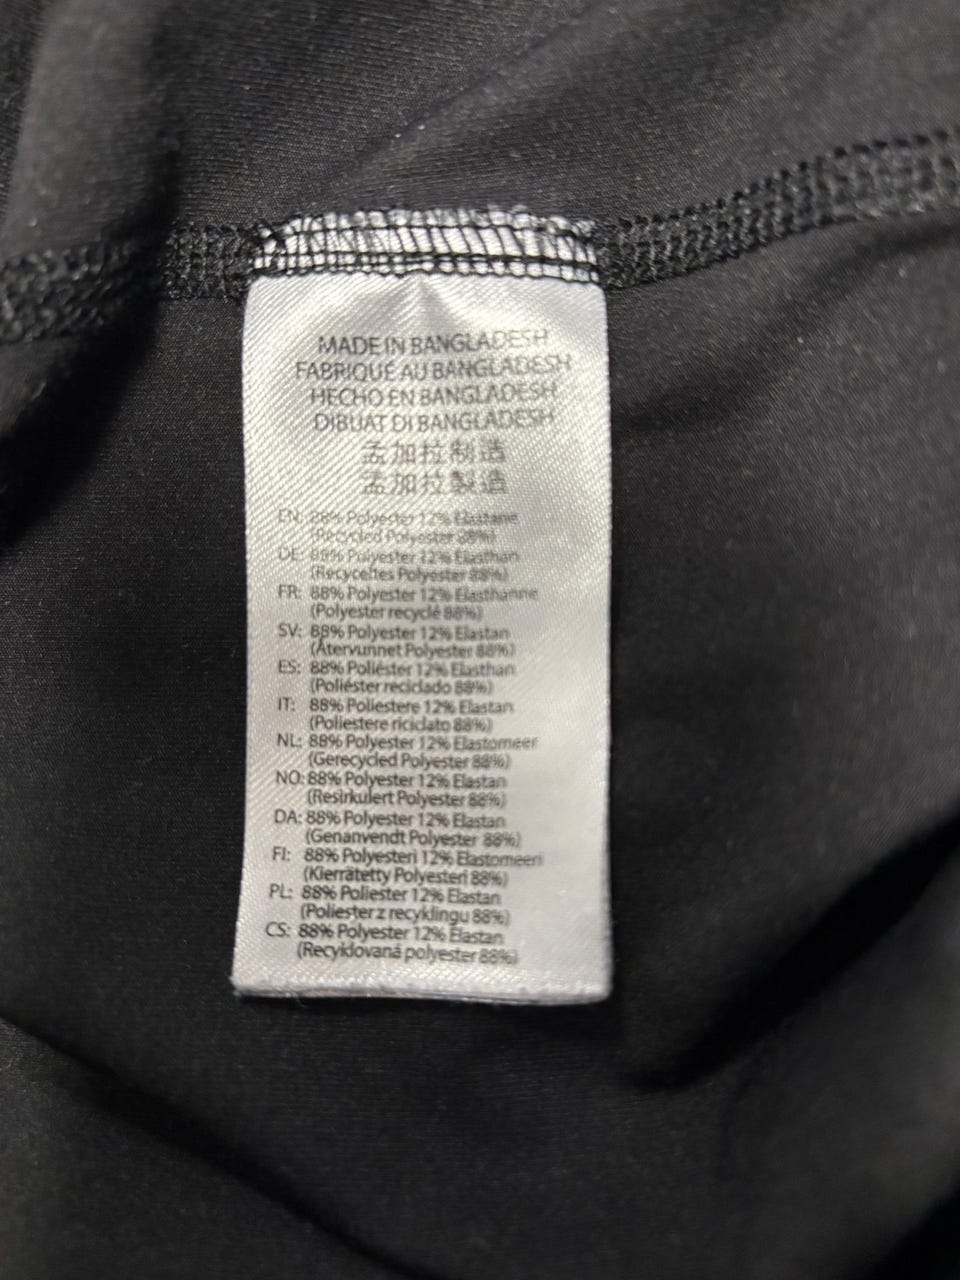 MADE IN BANGLADESH
FABRIQUÉ AU BANGLADESH
HECHO EN BANGLADESH
DIBUAT DI BANGLADESH
孟加拉制造
孟加拉製造
EN: 88% Polyester 12% Elastane
(Recycled Polyester 88%)
DE: 88% Polyester 12% Elasthan
(Recyceltes Polyester 88%)
FR: 88% Polyester 12% Élasthanne
(Polyester recyclé 88%)
SV: 88% Polyester 12% Elastan
(Återvunnet Polyester 88%)
ES: 88% Poliéster 12% Elasthan
(Poliéster reciclado 88%)
IT: 88% Poliestere 12% Elastan
(Poliestere riciclato 88%)
NL: 88% Polyester 12% Elastomeer
(Gerecycled Polyester 88%)
NO: 88% Polyester 12% Elastan
(Resirkulert Polyester 88%)
DA: 88% Polyester 12% Elastan
(Genanvendt Polyester 88%)
FI: 88% Polyesteri 12% Elastomeeri
(Kierrätetty Polyesteri 88%)
PL: 88% Poliester 12% Elastan
(Poliester z recyklingu 88%)
CS: 88% Polyester 12% Elastan
(Recyklovaná polyester 88%)